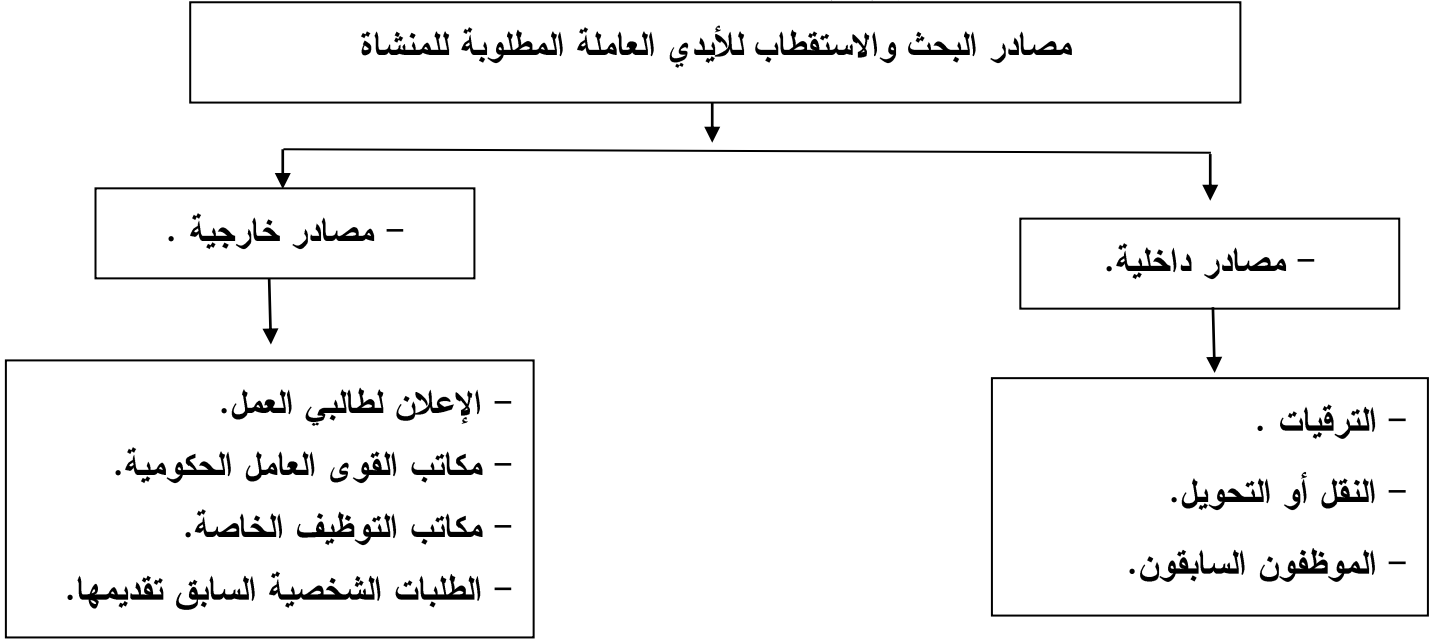 مصادر البحث والاستقطاب للأيدي العاملة المطلوبة للمنشاة
– مصادر داخلية.
– مصادر خارجية .
– الترقيات .
– النقل أو التحويل.
– الموظفون السابقون.
– الإعلان لطالبي العمل.
– مكاتب القوى العامل الحكومية.
– مكاتب التوظيف الخاصة.
– الطلبات الشخصية السابق تقديمها.